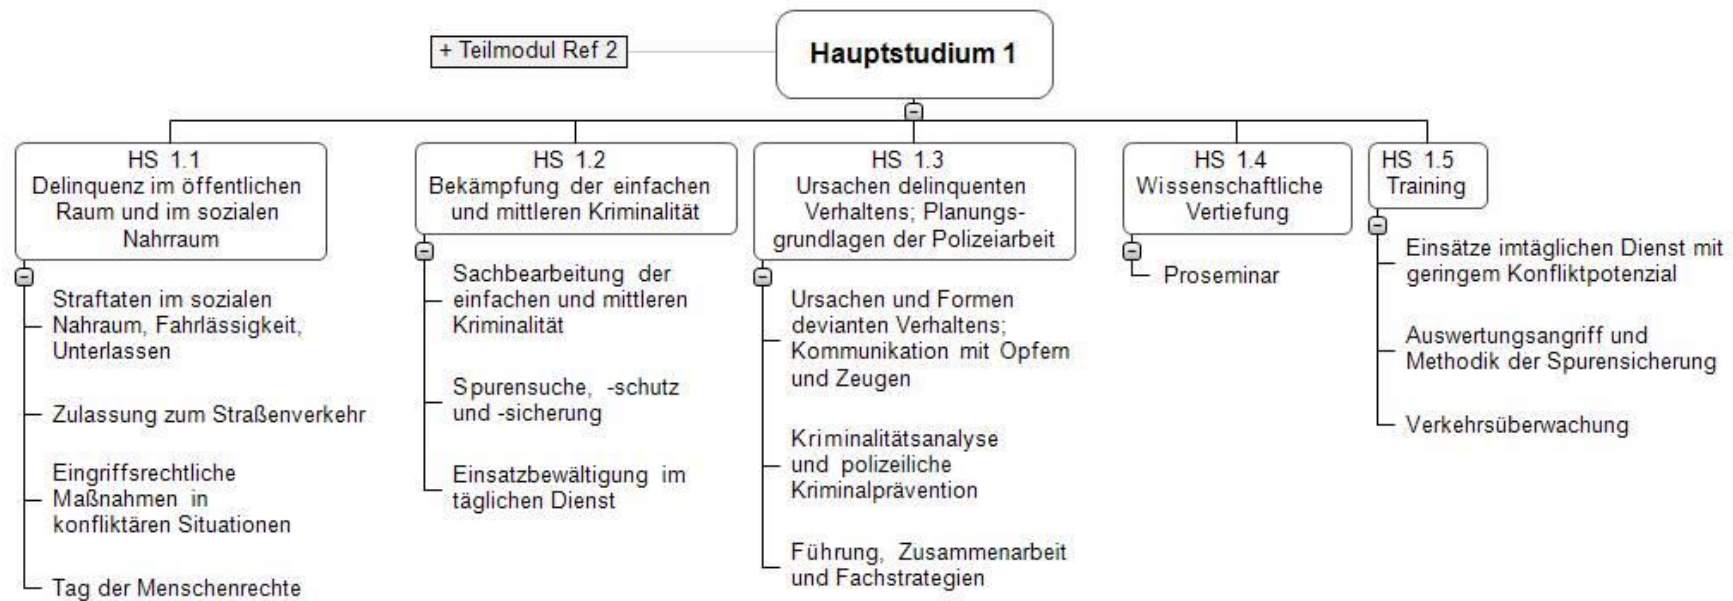 + Teilmodul Ref 2
Hauptstudium 1
HS 1.1
Delinquenz im öffentlichen
Raum und im sozialen
Nahrraum
Straftaten im sozialen
Nahraum, Fahrlässigkeit,
Unterlassen
Zulassung zum Straßenverkehr
Eingriffsrechtliche
Maßnahmen in
konfliktären Situationen
Tag der Menschenrechte
HS 1.2
Bekämpfung der einfachen
und mittleren Kriminalität
Sachbearbeitung der
einfachen und mittleren
Kriminalität
Spurensuche, -schutz
und -sicherung
Einsatzbewältigung im
täglichen Dienst
HS 1.3
Ursachen delinquenten
Verhaltens; Planungs-
grundlagen der Polizeiarbeit
Ursachen und Formen
devianten Verhaltens;
Kommunikation mit Opfern
und Zeugen
Kriminalitätsanalyse
und polizeiliche
Kriminalprävention
Führung, Zusammenarbeit
und Fachstrategien
HS 1.4
Wissenschaftliche
Vertiefung
Proseminar
HS 1.5
Training
Einsätze imtäglichen Dienst mit
geringem Konfliktpotenzial
Auswertungsangriff und
Methodik der Spurensicherung
Verkehrsüberwachung